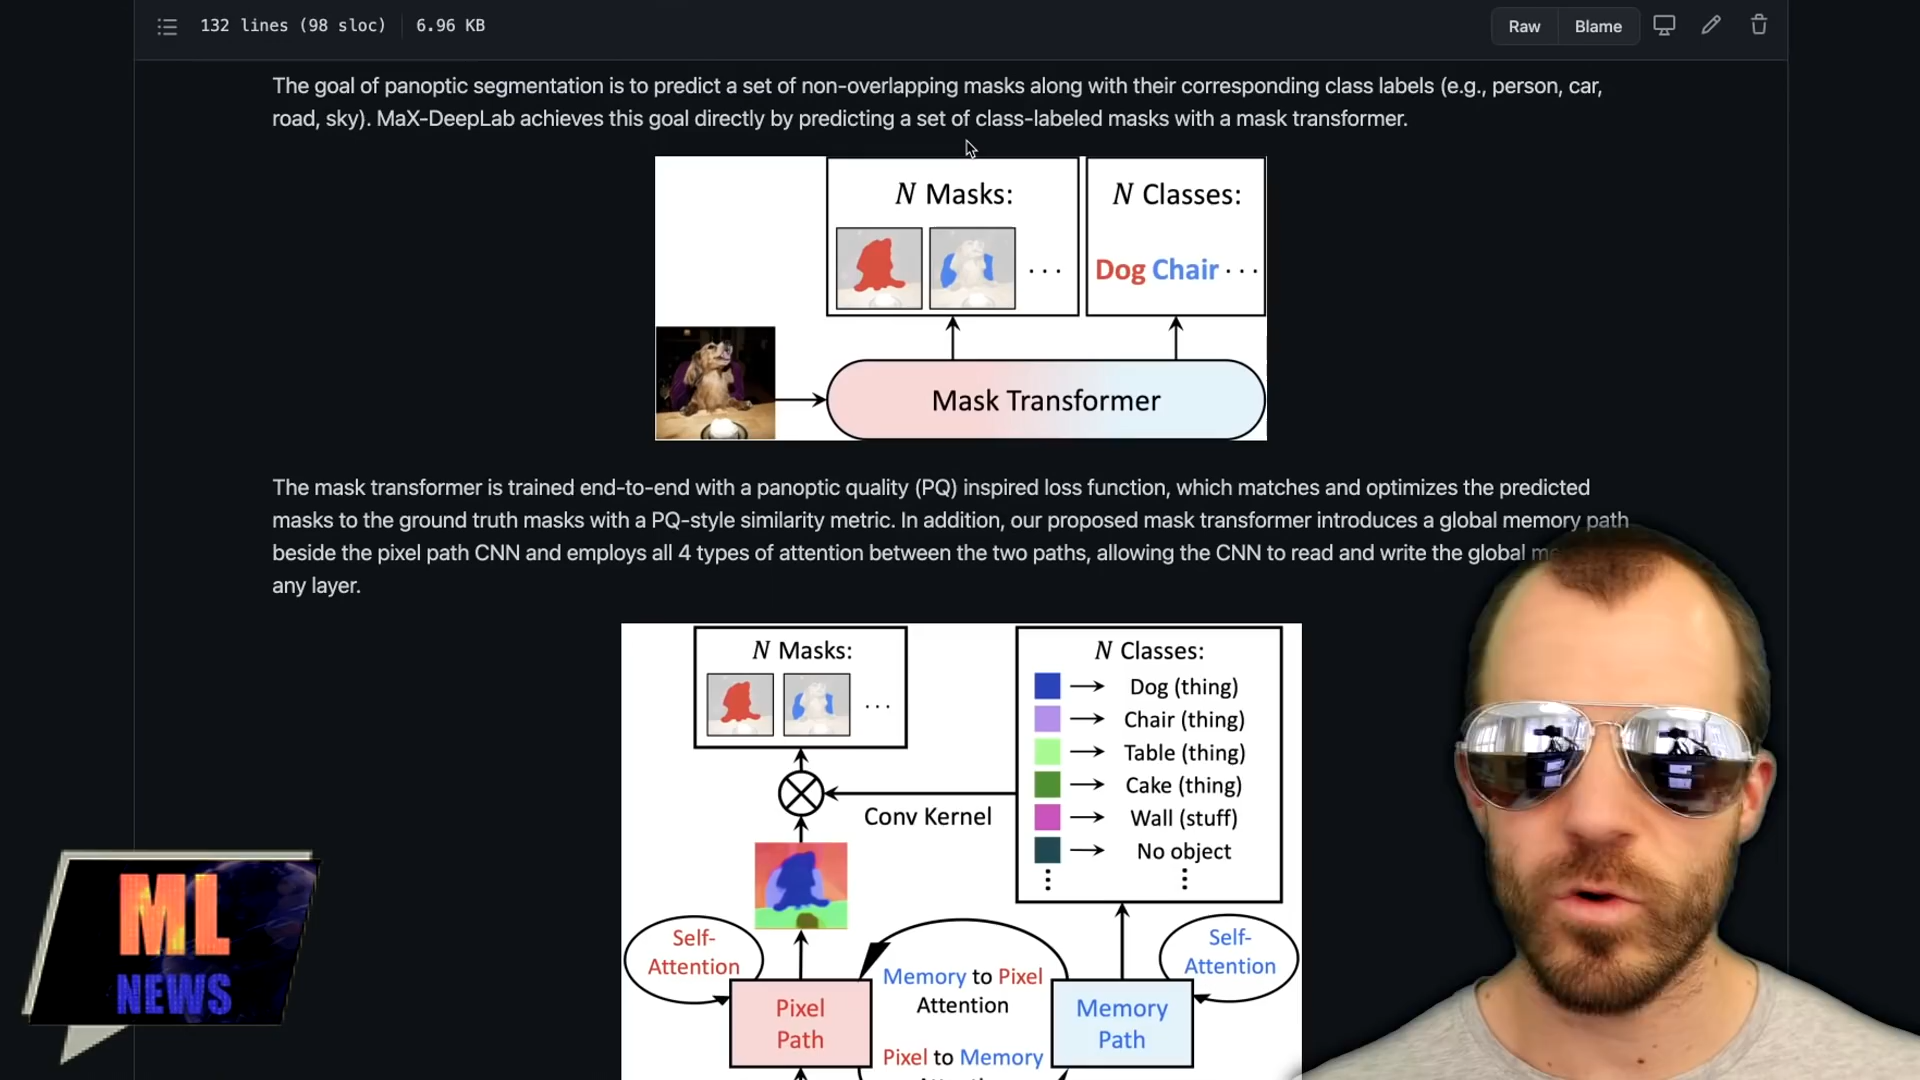 132 lines (98 sloc) 6.96 KB
Raw Blame
The goal of panoptic segmentation is to predict a set of non-overlapping masks along with their corresponding class labels (e.g., person, car,
road, sky). MaX-DeepLab achieves this goal directly by predicting a set of class-labeled masks with a mask transformer.
N Masks:
N Classes:
...
Dog Chair ...
Mask Transformer
The mask transformer is trained end-to-end with a panoptic quality (PQ) inspired loss function, which matches and optimizes the predicted
masks to the ground truth masks with a PQ-style similarity metric. In addition, our proposed mask transformer introduces a global memory path
beside the pixel path CNN and employs all 4 types of attention between the two paths, allowing the CNN to read and write the global
any layer.
N Masks:
...
N Classes:
Dog (thing)
Chair (thing)
Table (thing)
Cake (thing)
Wall (stuff)
No object
Conv Kernel
Self-
Attention
Memory to Pixel
Attention
Self-
Attention
Pixel
Path
Memory
Path
Pixel to Memory
ML
NEWS